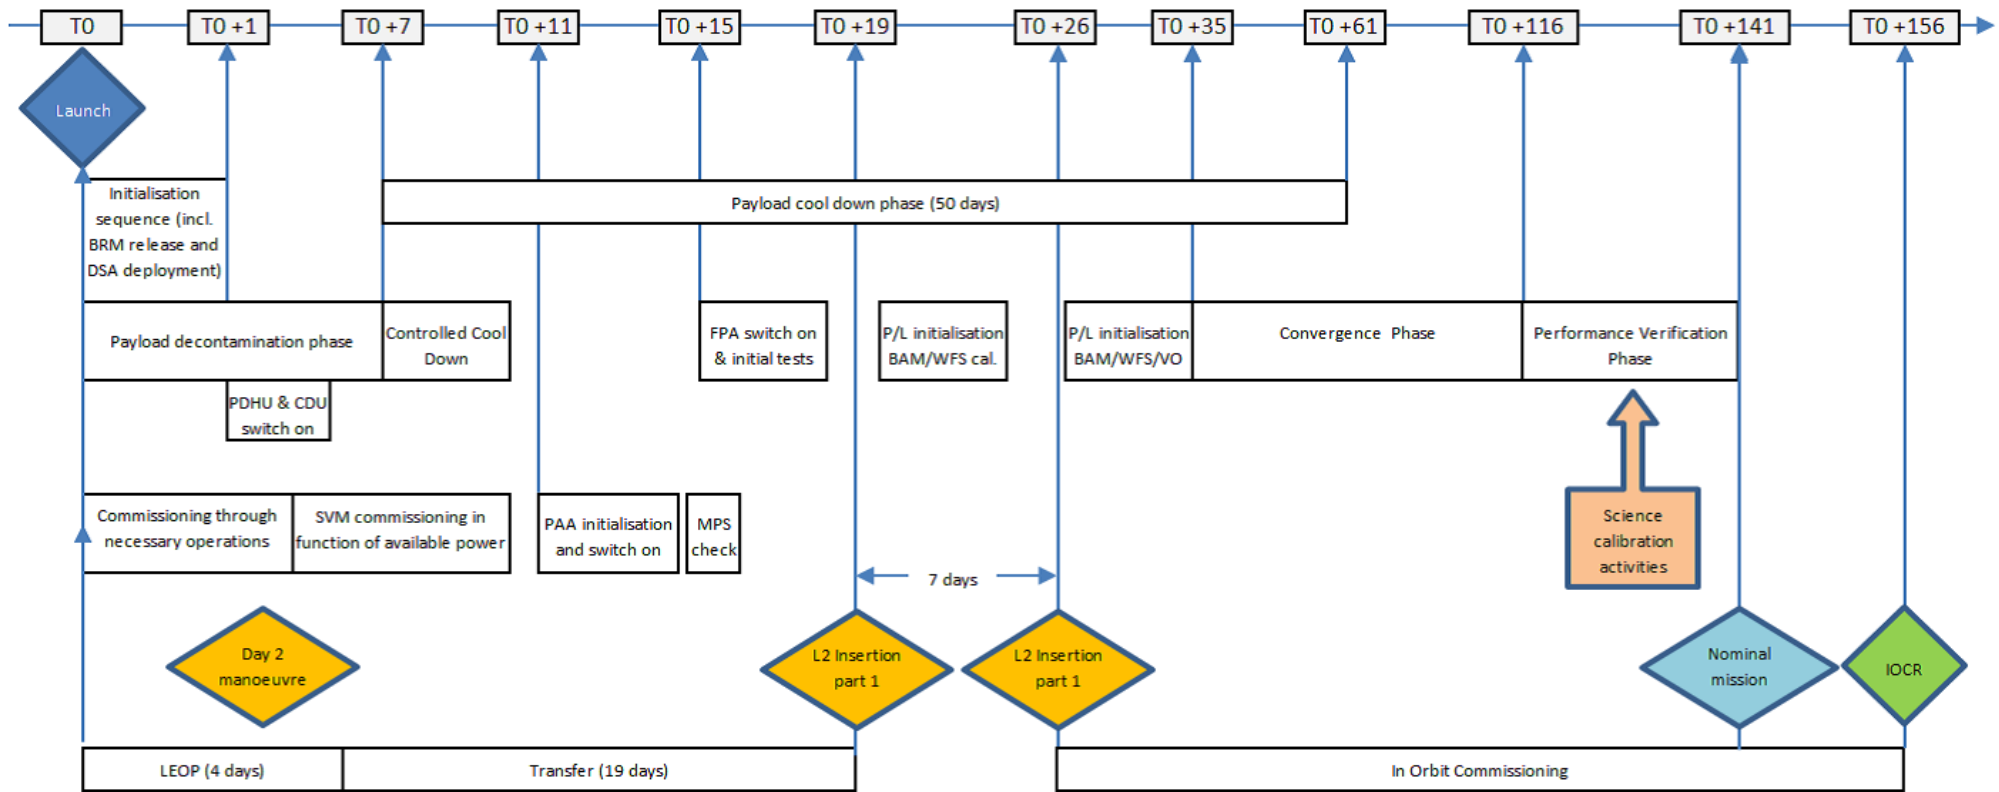 T0
T0 +1
T0 +7
T0 +11
T0 +15
T0 +19
T0 +26
T0 +35
T0 +61
T0 +116
T0 +141
T0 +156
Launch
Initialisation
sequence (incl.
BRM release and
DSA deployment)
Payload cool down phase (50 days)
Payload decontamination phase
Controlled Cool
Down
FPA switch on
& initial tests
P/L initialisation
BAM/WFS cal.
P/L initialisation
BAM/WFS/VO
Convergence Phase
Performance Verification
Phase
PDHU & CDU
switch on
Commissioning through
necessary operations
SVM commissioning in
function of available power
PAA initialisation
and switch on
MPS
check
Science
calibration
activities
7 days
Day 2
manoeuvre
L2 Insertion
part 1
L2 Insertion
part 1
Nominal
mission
IOCR
LEOP (4 days)
Transfer (19 days)
In Orbit Commissioning